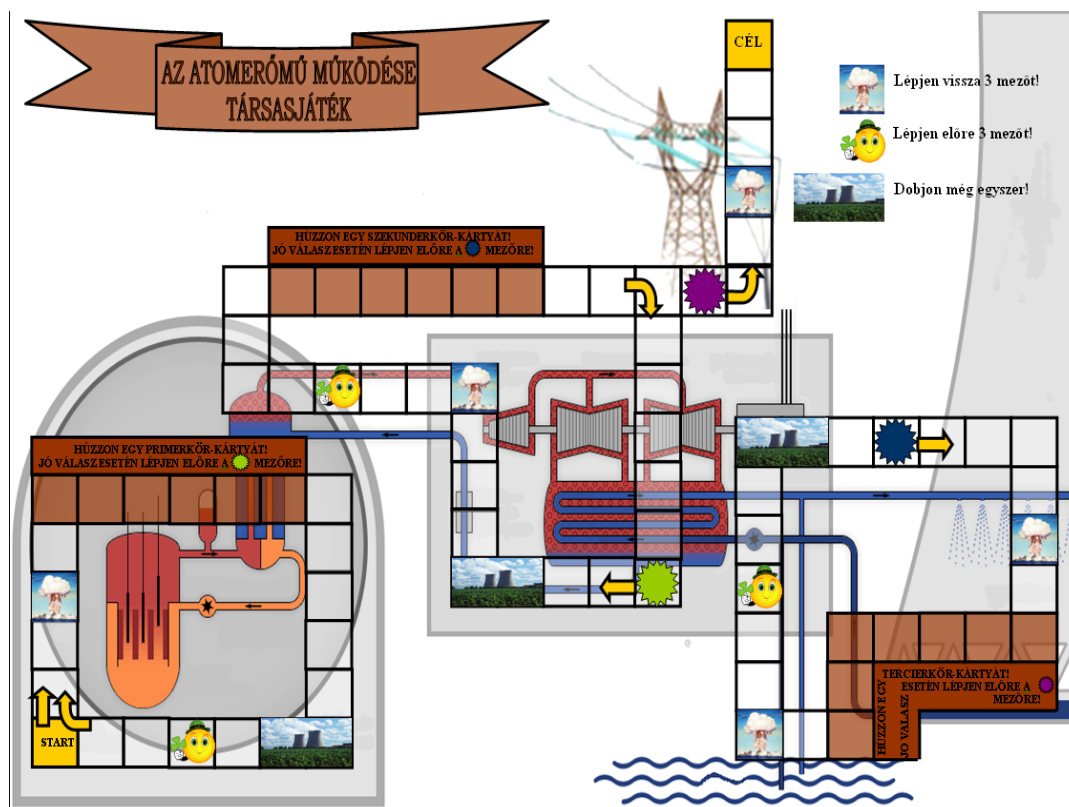 AZ ATOMERŐMŰ MŰKÖDÉSE
TÁRSASJÁTÉK
CÉL
Lépjen vissza 3 mezőt!
Lépjen előre 3 mezőt!
Dobjon még egyszer!
HÚZZON EGY SZEKUNDERKÖR-KÁRTYÁT!
JÓ VÁLASZ ESETÉN LÉPJEN ELŐRE A MEZŐRE!
HÚZZON EGY PRIMERKÖR-KÁRTYÁT!
JÓ VÁLASZ ESETÉN LÉPJEN ELŐRE A MEZŐRE!
HÚZZON EGY
JÓ VÁLASZ
TERCIERKÖR-KÁRTYÁT!
ESETÉN LÉPJEN ELŐRE A
MEZŐRE!
START